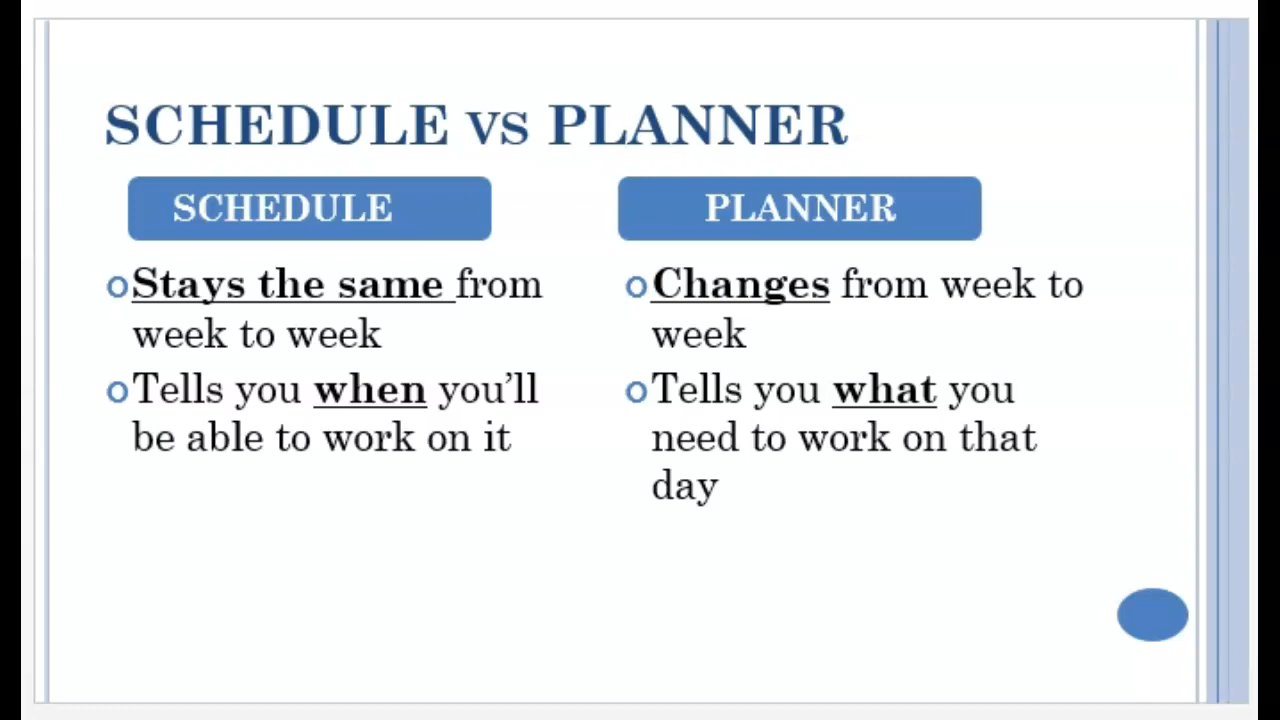 SCHEDULE VS PLANNER
SCHEDULE
Stays the same from
week to week
Tells you when you'll
be able to work on it
PLANNER
Changes from week to
week
Tells you what you
need to work on that
day